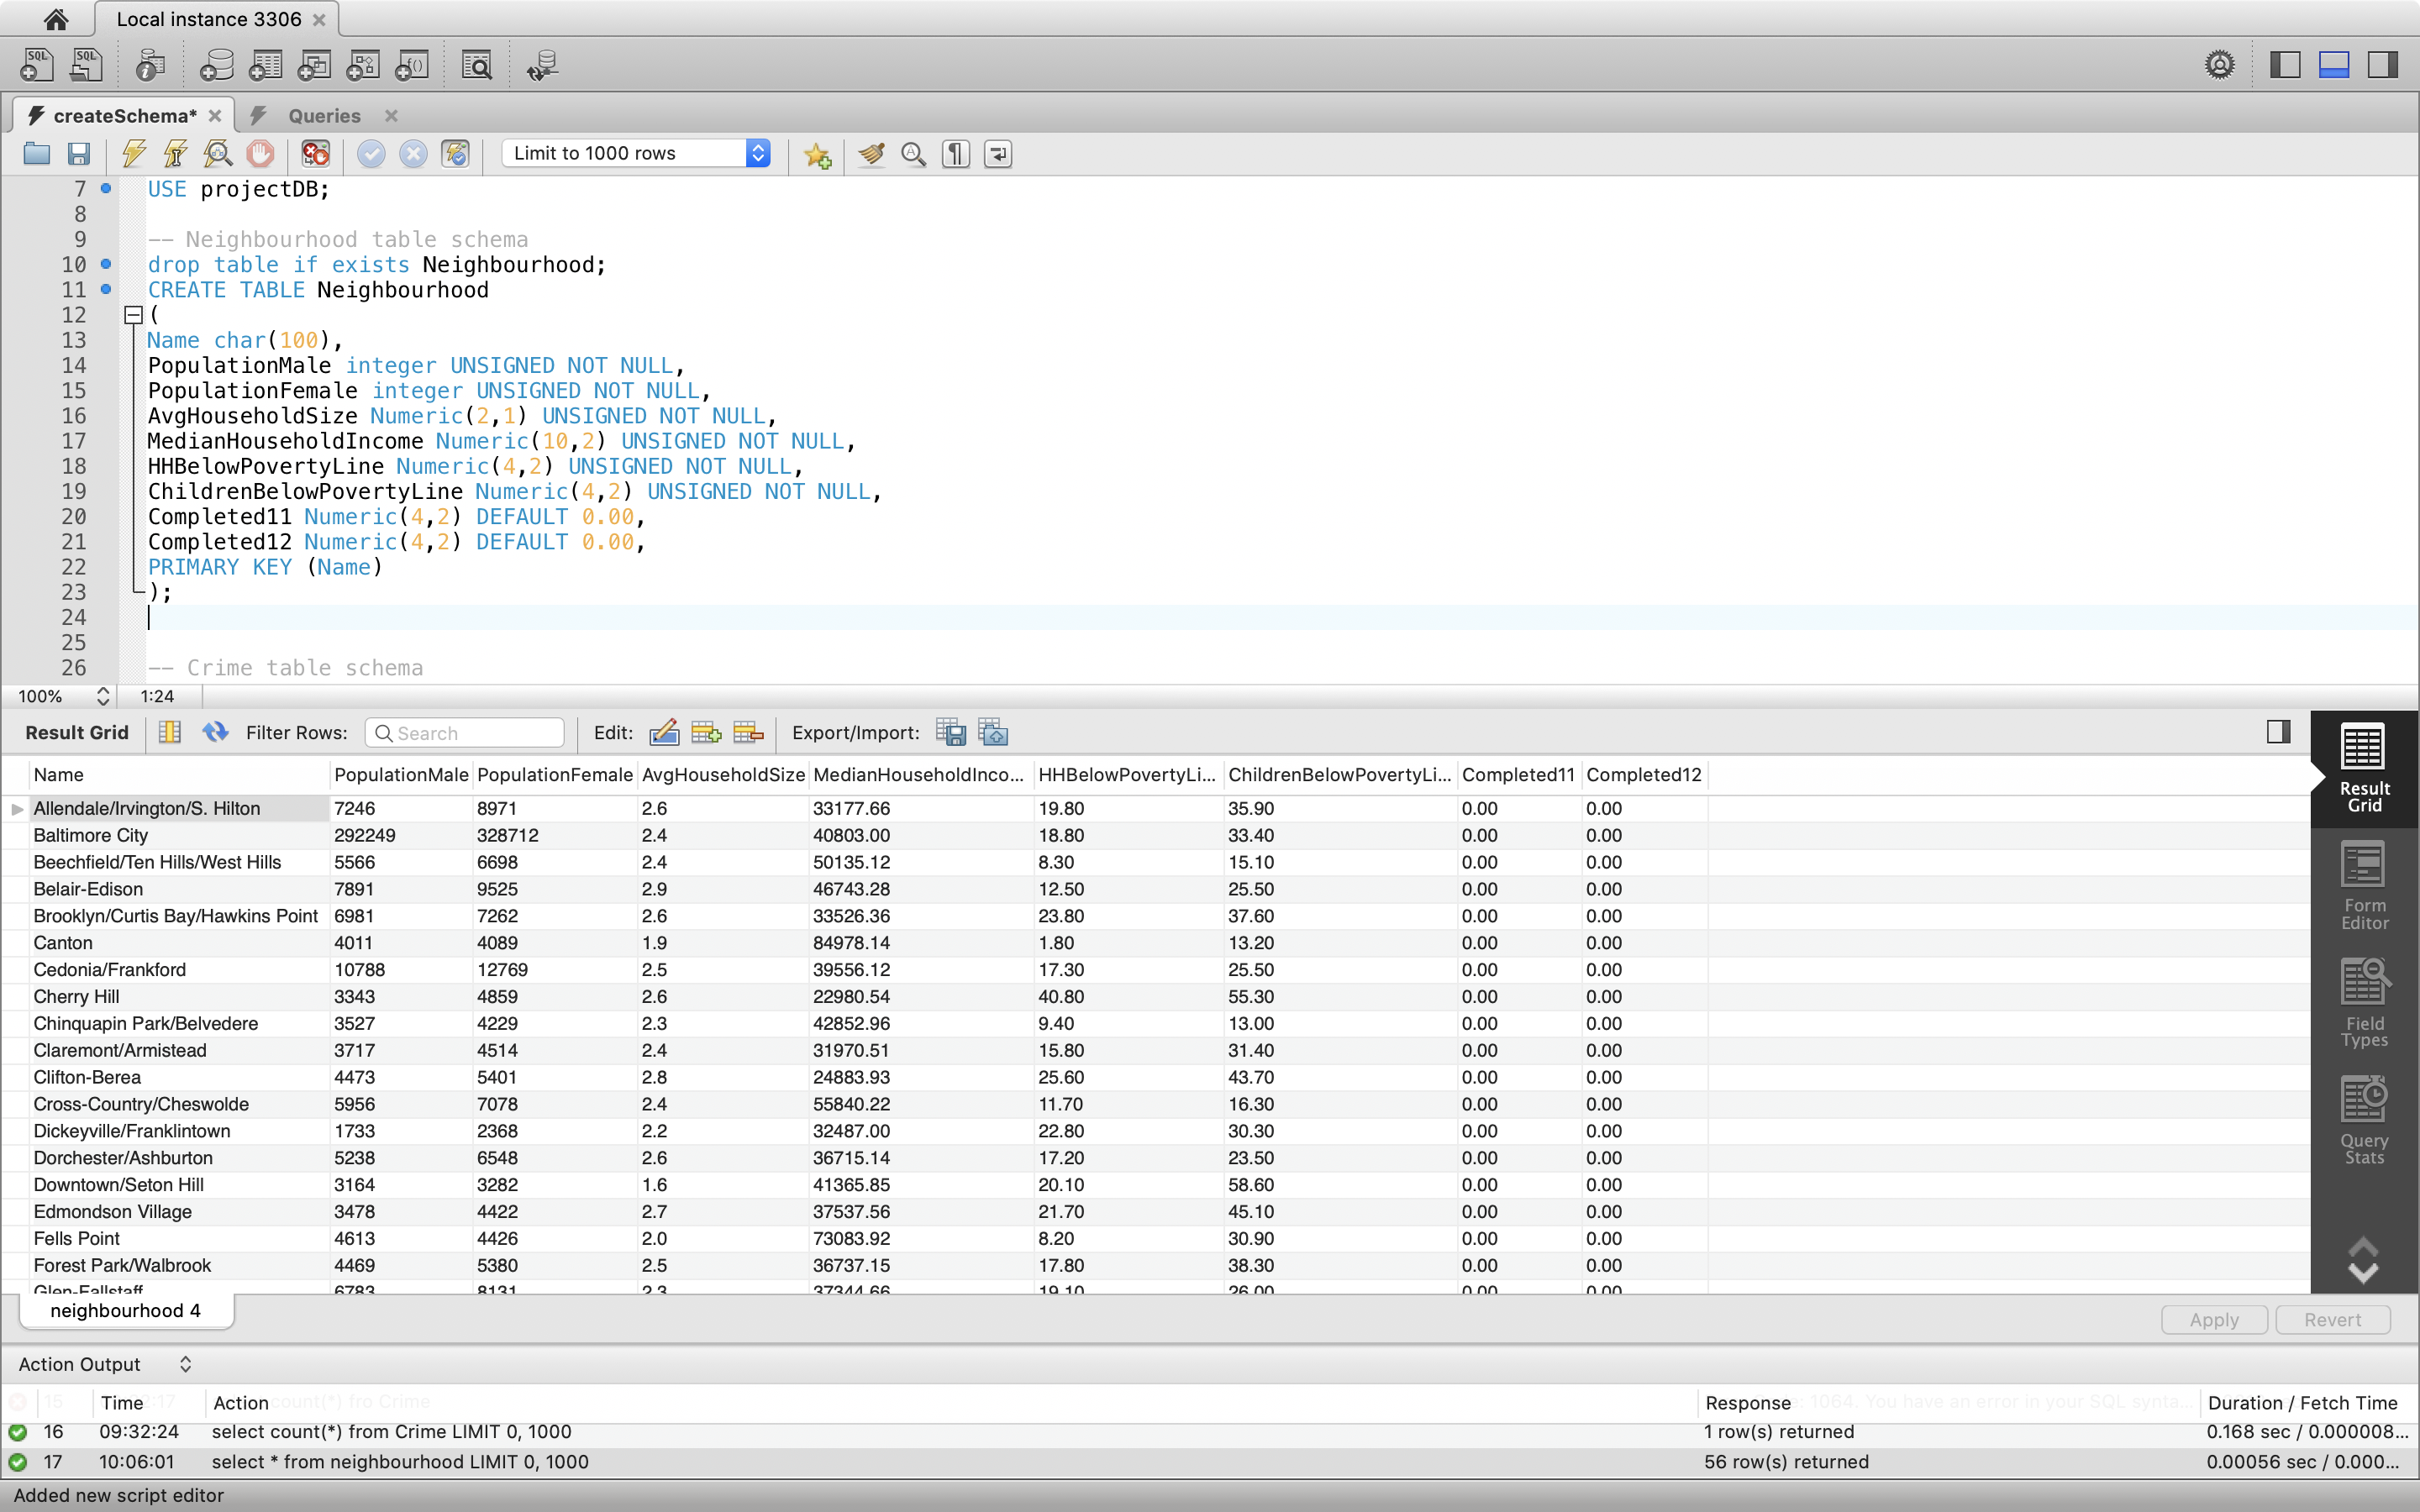 Local instance 3306
createSchema*
Queries
Limit to 1000 rows
7 USE projectDB;
8
9 -- Neighbourhood table schema
10 drop table if exists Neighbourhood;
11 CREATE TABLE Neighbourhood
12 (
13 Name char(100),
14 PopulationMale integer UNSIGNED NOT NULL,
15 PopulationFemale integer UNSIGNED NOT NULL,
16 AvgHouseholdSize Numeric(2,1) UNSIGNED NOT NULL,
17 MedianHouseholdIncome Numeric(10,2) UNSIGNED NOT NULL,
18 HHBelowPovertyLine Numeric(4,2) UNSIGNED NOT NULL,
19 ChildrenBelowPovertyLine Numeric(4,2) UNSIGNED NOT NULL,
20 Completed11 Numeric(4,2) DEFAULT 0.00,
21 Completed12 Numeric(4,2) DEFAULT 0.00,
22 PRIMARY KEY (Name)
23 );
24
25
26 -- Crime table schema
100% 1:24
Result Grid Filter Rows: Search Edit: Export/Import:
Name PopulationMale PopulationFemale AvgHouseholdSize MedianHouseholdInco... HHBelowPovertyLi... ChildrenBelowPovertyLi... Completed11 Completed12
Allendale/Irvington/S. Hilton 7246 8971 2.6 33177.66 19.80 35.90 0.00 0.00
Baltimore City 292249 328712 2.4 40803.00 18.80 33.40 0.00 0.00
Beechfield/Ten Hills/West Hills 5566 6698 2.4 50135.12 8.30 15.10 0.00 0.00
Belair-Edison 7891 9525 2.9 46743.28 12.50 25.50 0.00 0.00
Brooklyn/Curtis Bay/Hawkins Point 6981 7262 2.6 33526.36 23.80 37.60 0.00 0.00
Canton 4011 4089 1.9 84978.14 1.80 13.20 0.00 0.00
Cedonia/Frankford 10788 12769 2.5 39556.12 17.30 25.50 0.00 0.00
Cherry Hill 3343 4859 2.6 22980.54 40.80 55.30 0.00 0.00
Chinquapin Park/Belvedere 3527 4229 2.3 42852.96 9.40 13.00 0.00 0.00
Claremont/Armistead 3717 4514 2.4 31970.51 15.80 31.40 0.00 0.00
Clifton-Berea 4473 5401 2.8 24883.93 25.60 43.70 0.00 0.00
Cross-Country/Cheswolde 5956 7078 2.4 55840.22 11.70 16.30 0.00 0.00
Dickeyville/Franklintown 1733 2368 2.2 32487.00 22.80 30.30 0.00 0.00
Dorchester/Ashburton 5238 6548 2.6 36715.14 17.20 23.50 0.00 0.00
Downtown/Seton Hill 3164 3282 1.6 41365.85 20.10 58.60 0.00 0.00
Edmondson Village 3478 4422 2.7 37537.56 21.70 45.10 0.00 0.00
Fells Point 4613 4426 2.0 73083.92 8.20 30.90 0.00 0.00
Forest Park/Walbrook 4469 5380 2.5 36737.15 17.80 38.30 0.00 0.00
Glen-Fallstaff 6783 8131 2.3 37344.66 19.10 26.00 0.00 0.00
Result
Grid
Form
Editor
Field
Types
Query
Stats
neighbourhood 4
Apply
Revert
Action Output
Time Action Response Duration / Fetch Time
16 09:32:24 select count(*) from Crime LIMIT 0, 1000 1 row(s) returned 0.168 sec / 0.000008...
17 10:06:01 select * from neighbourhood LIMIT 0, 1000 56 row(s) returned 0.00056 sec / 0.000...
Added new script editor